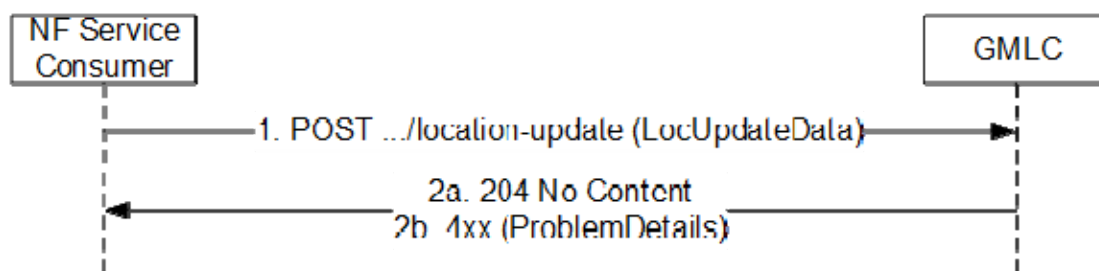 NF Service
Consumer
GMLC
1. POST .../location-update (LocUpdateData)
2a. 204 No Content
2b. 4xx (ProblemDetails)